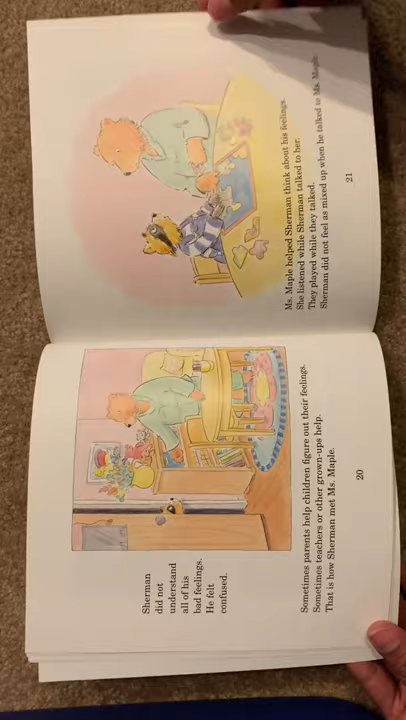 Sherman
did not
understand
all of his
bad feelings.
He felt
confused.
Sometimes parents help children figure out their feelings.
Sometimes teachers or other grown-ups help.
That is how Sherman met Ms. Maple.
20
Ms. Maple helped Sherman think about his feelings.
She listened while Sherman talked to her.
They played while they talked.
Sherman did not feel as mixed up when he talked to Ms. Maple.
21